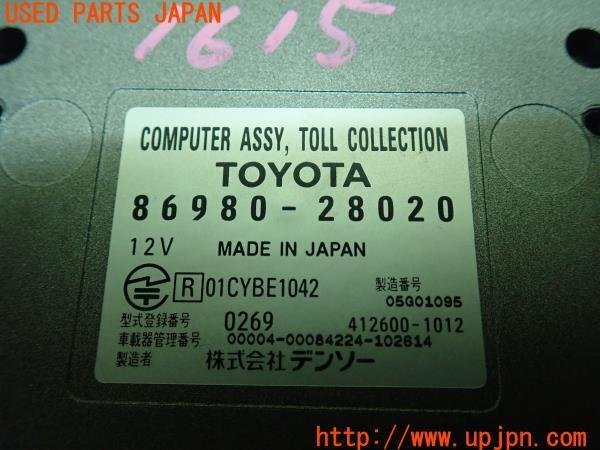 USED PARTS JAPAN
1615
COMPUTER ASSY, TOLL COLLECTION
TOYOTA
86980-28020
12V MADE IN JAPAN
R 01CYBE1042 製造番号 05G01095
型式登録番号 0269 412600-1012
車載器管理番号 00004-00084224-102614
製造者 株式会社デンソー
http://www.upjpn.com/